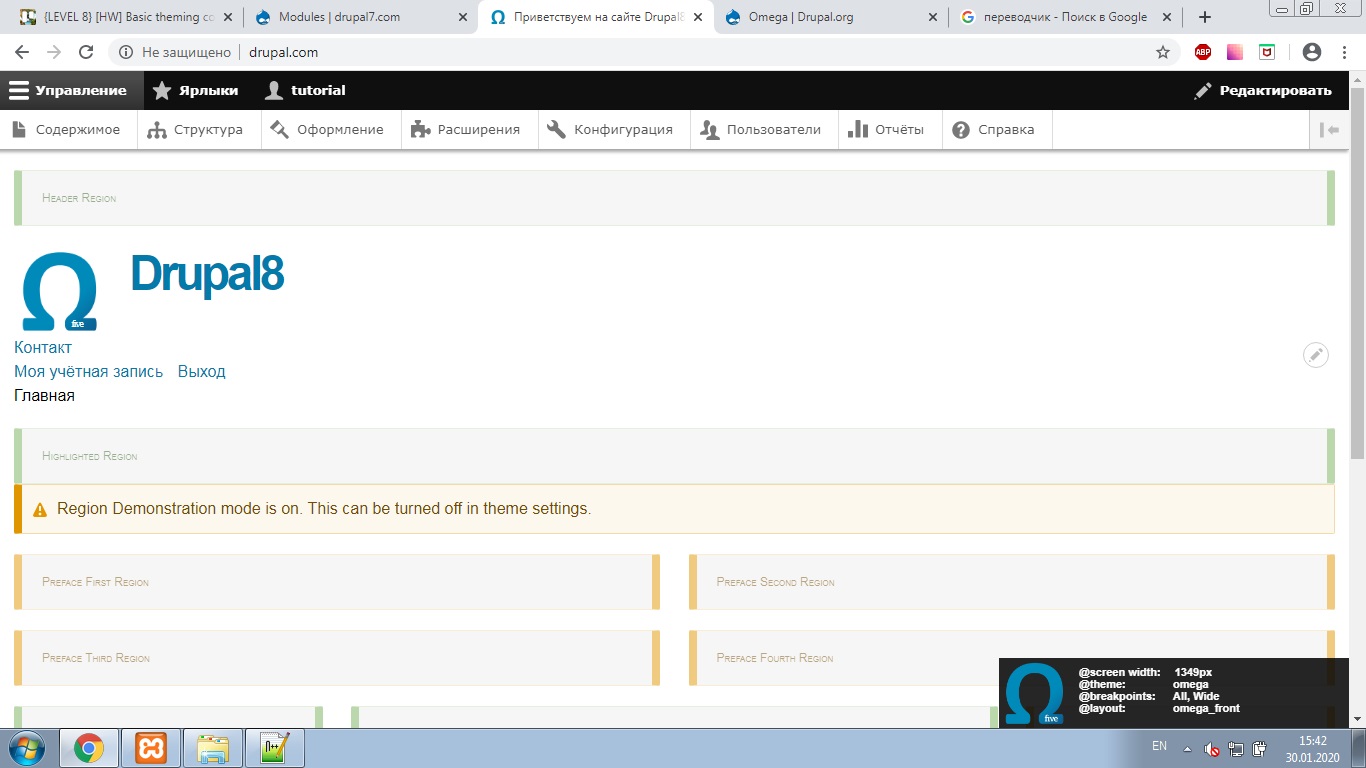 {LEVEL 8} [HW] Basic theming co
Modules | drupal7.com
Приветствуем на сайте Drupal8
Omega | Drupal.org
переводчик - Поиск в Google
Не защищено
drupal.com
ABP
Управление
Ярлыки
tutorial
Редактировать
Содержимое
Структура
Оформление
Расширения
Конфигурация
Пользователи
Отчёты
Справка
Header Region
Ω five
Drupal8
Контакт
Моя учётная запись Выход
Главная
Highlighted Region
Region Demonstration mode is on. This can be turned off in theme settings.
Preface First Region
Preface Second Region
Preface Third Region
Preface Fourth Region
Ω five
@screen width: 1349px
@theme: omega
@breakpoints: All, Wide
@layout: omega_front
EN
15:42
30.01.2020